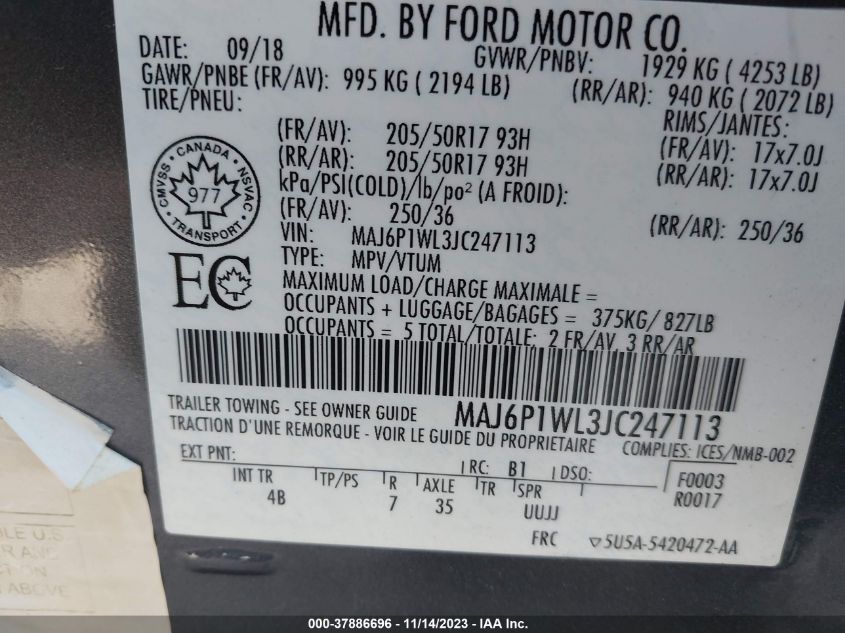 MFD. BY FORD MOTOR CO.
DATE: 09/18 GVWR/PNBV: 1929 KG ( 4253 LB)
GAWR/PNBE (FR/AV): 995 KG ( 2194 LB) (RR/AR): 940 KG ( 2072 LB)
TIRE/PNEU: RIMS/JANTES:
(FR/AV): 205/50R17 93H (FR/AV): 17x7.0J
(RR/AR): 205/50R17 93H (RR/AR): 17x7.0J
kPa/PSI(COLD)/lb/po² (A FROID):
(FR/AV): 250/36 (RR/AR): 250/36
VIN: MAJ6P1WL3JC247113
TYPE: MPV/VTUM
CANADA
CMVSS NSVAC
977
TRANSPORT
EC
MAXIMUM LOAD/CHARGE MAXIMALE =
OCCUPANTS + LUGGAGE/BAGAGES = 375KG/ 827LB
OCCUPANTS = 5 TOTAL/TOTALE: 2 FR/AV, 3 RR/AR
TRAILER TOWING - SEE OWNER GUIDE MAJ6P1WL3JC247113
TRACTION D'UNE REMORQUE - VOIR LE GUIDE DU PROPRIETAIRE COMPLIES: ICES/NMB-002
EXT PNT: RC: B1 DSO: F0003
INT TR TP/PS R AXLE TR SPR R0017
4B 7 35 UUJJ
FRC 5U5A-5420472-AA
LE U.S.
R AND
TION
ABOVE
000-37886696 - 11/14/2023 - IAA Inc.